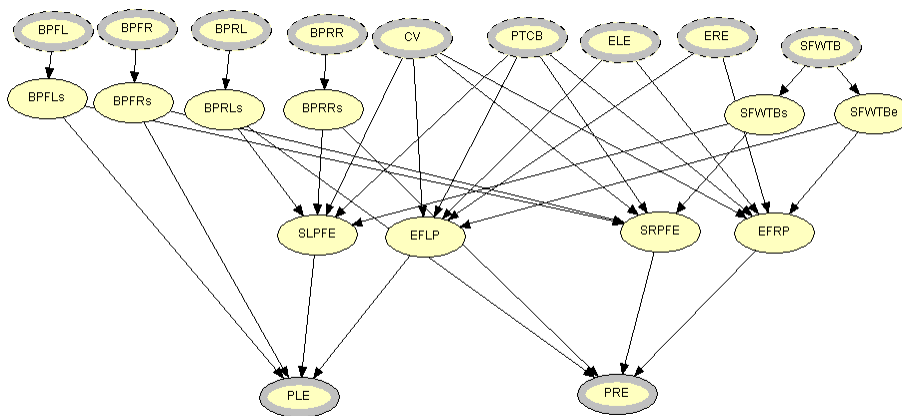 BPFL
BPFR
BPRL
BPRR
CV
PTCB
ELE
ERE
SFWTB
BPFLs
BPFRs
BPRLs
BPRRs
SFWTBs
SFWTBe
SLPFE
EFLP
SRPFE
EFRP
PLE
PRE